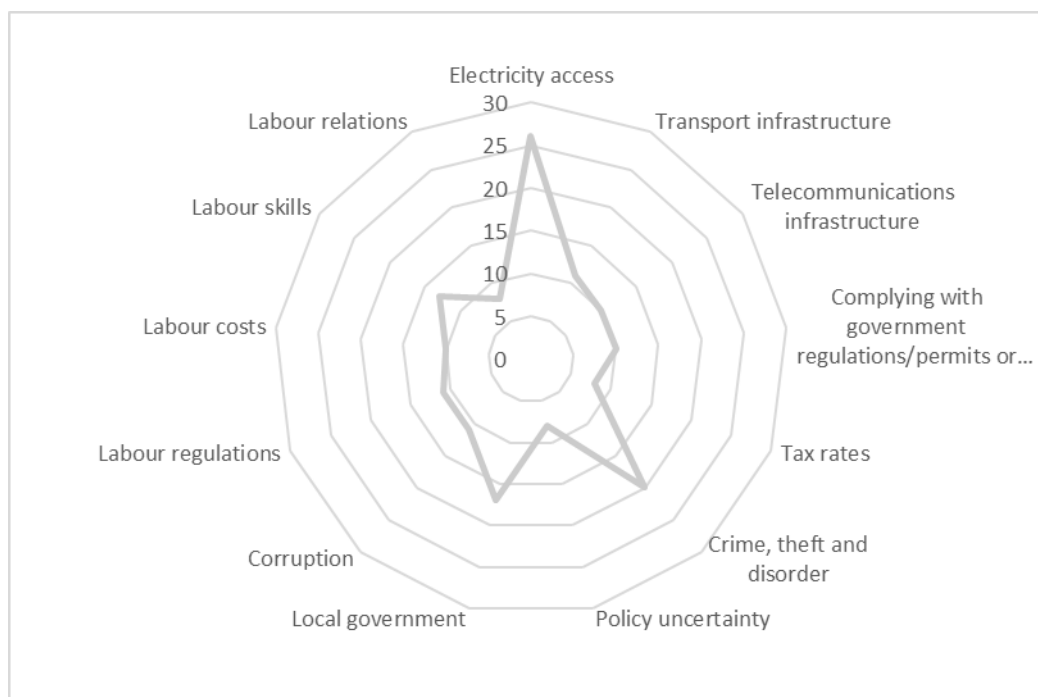 Electricity access
30
Labour relations
Transport infrastructure
25
Labour skills
20
Telecommunications
infrastructure
15
10
Labour costs
5
Complying with
government
regulations/permits or...
0
Labour regulations
Tax rates
Corruption
Crime, theft and
disorder
Local government
Policy uncertainty